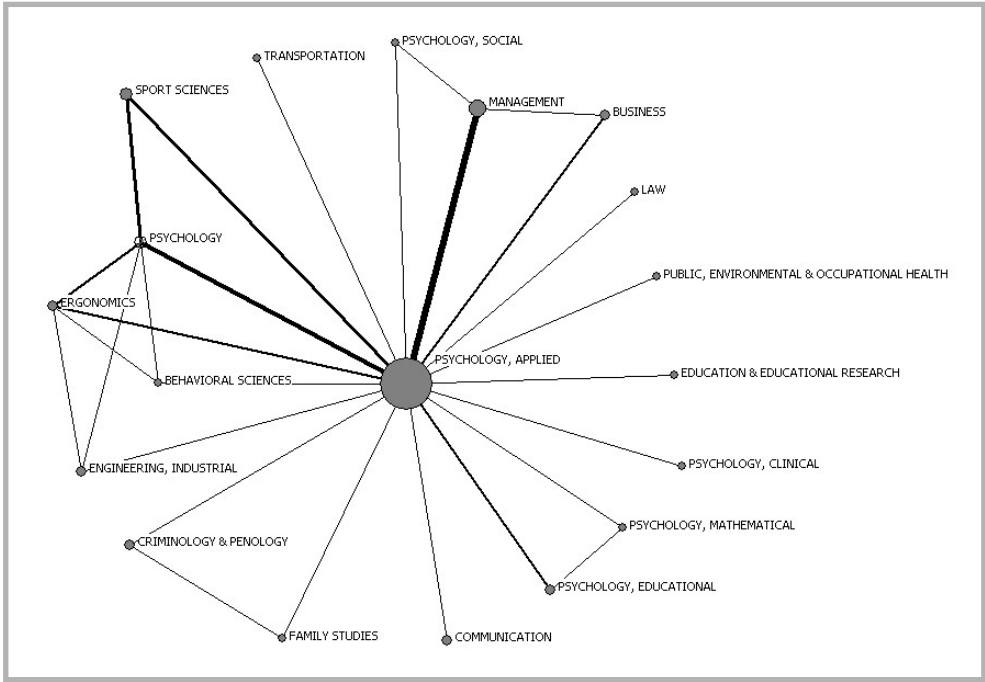 PSYCHOLOGY, SOCIAL
TRANSPORTATION
SPORT SCIENCES
MANAGEMENT
BUSINESS
LAW
PSYCHOLOGY
PUBLIC, ENVIRONMENTAL & OCCUPATIONAL HEALTH
ERGONOMICS
PSYCHOLOGY, APPLIED
EDUCATION & EDUCATIONAL RESEARCH
BEHAVIORAL SCIENCES
PSYCHOLOGY, CLINICAL
ENGINEERING, INDUSTRIAL
PSYCHOLOGY, MATHEMATICAL
CRIMINOLOGY & PENOLOGY
PSYCHOLOGY, EDUCATIONAL
FAMILY STUDIES
COMMUNICATION